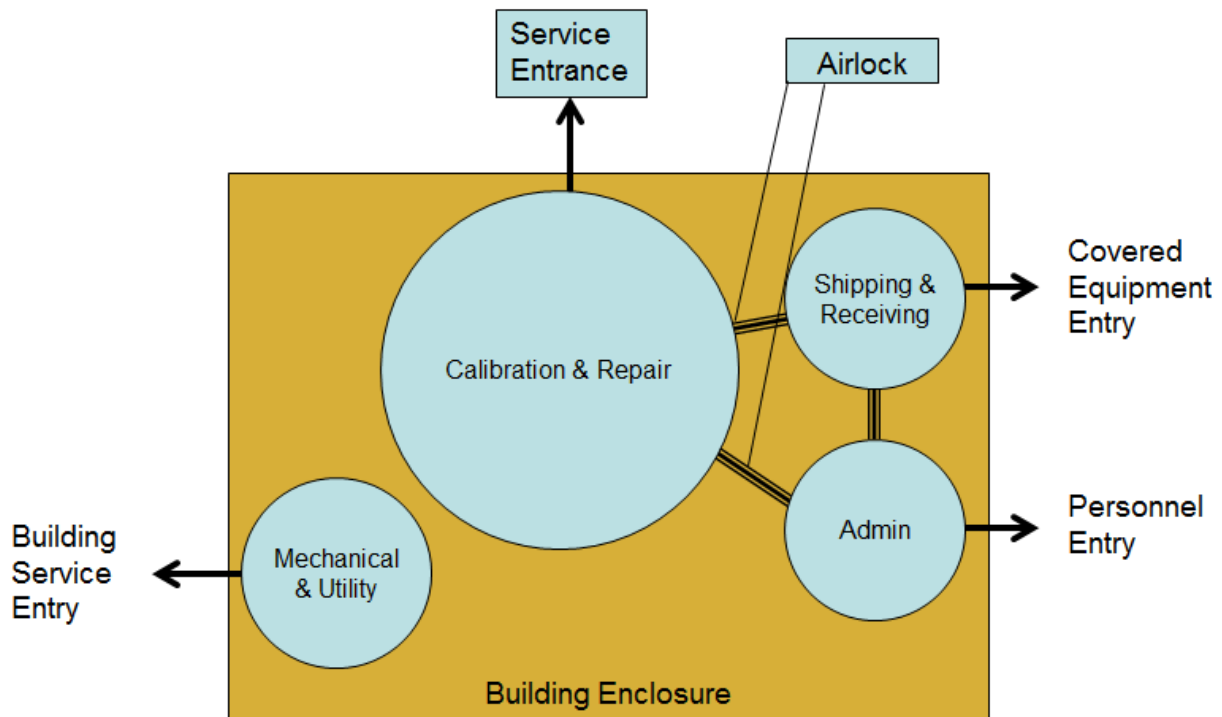 Service
Entrance
Airlock
Shipping &
Receiving
Covered
Equipment
Entry
Calibration & Repair
Admin
Personnel
Entry
Mechanical
& Utility
Building
Service
Entry
Building Enclosure